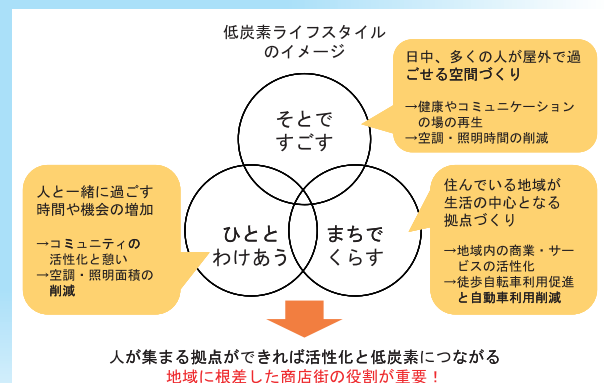 低炭素ライフスタイル
のイメージ
日中、多くの人が屋外で過
ごせる空間づくり
→健康やコミュニケーション
の場の再生
→空調・照明時間の削減
そとで
すごす
人と一緒に過ごす
時間や機会の増加
→コミュニティの
活性化と憩い
→空調・照明面積の
削減
ひとと
わけあう
まちで
くらす
住んでいる地域が
生活の中心となる
拠点づくり
→地域内の商業・サー
ビスの活性化
→徒歩自転車利用促進
と自動車利用削減
人が集まる拠点ができれば活性化と低炭素につながる
地域に根差した商店街の役割が重要！